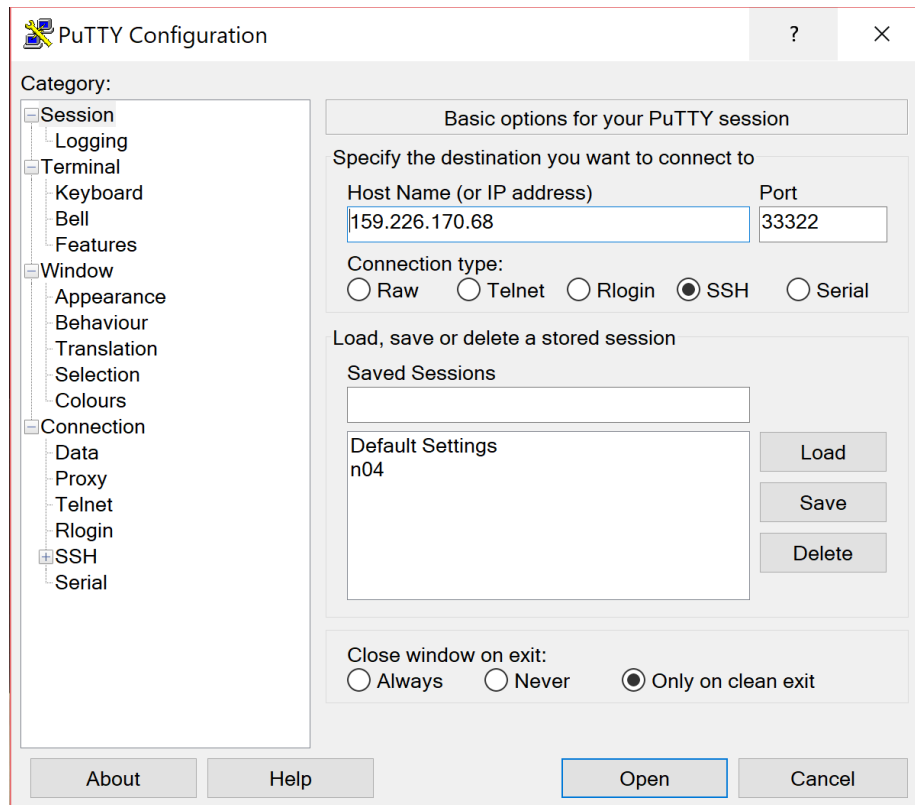 PuTTY Configuration
?
Category:
Session
Logging
Terminal
Keyboard
Bell
Features
Window
Appearance
Behaviour
Translation
Selection
Colours
Connection
Data
Proxy
Telnet
Rlogin
SSH
Serial
Basic options for your PuTTY session
Specify the destination you want to connect to
Host Name (or IP address) Port
159.226.170.68 33322
Connection type:
Raw Telnet Rlogin SSH Serial
Load, save or delete a stored session
Saved Sessions
Default Settings
n04
Load
Save
Delete
Close window on exit:
Always Never Only on clean exit
About Help Open Cancel